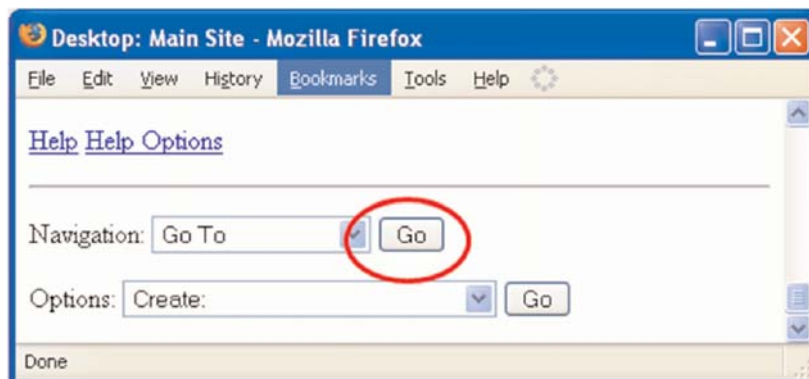 Desktop: Main Site - Mozilla Firefox
File Edit View History Bookmarks Tools Help
Help Help Options
Navigation: Go To Go
Options: Create: Go
Done